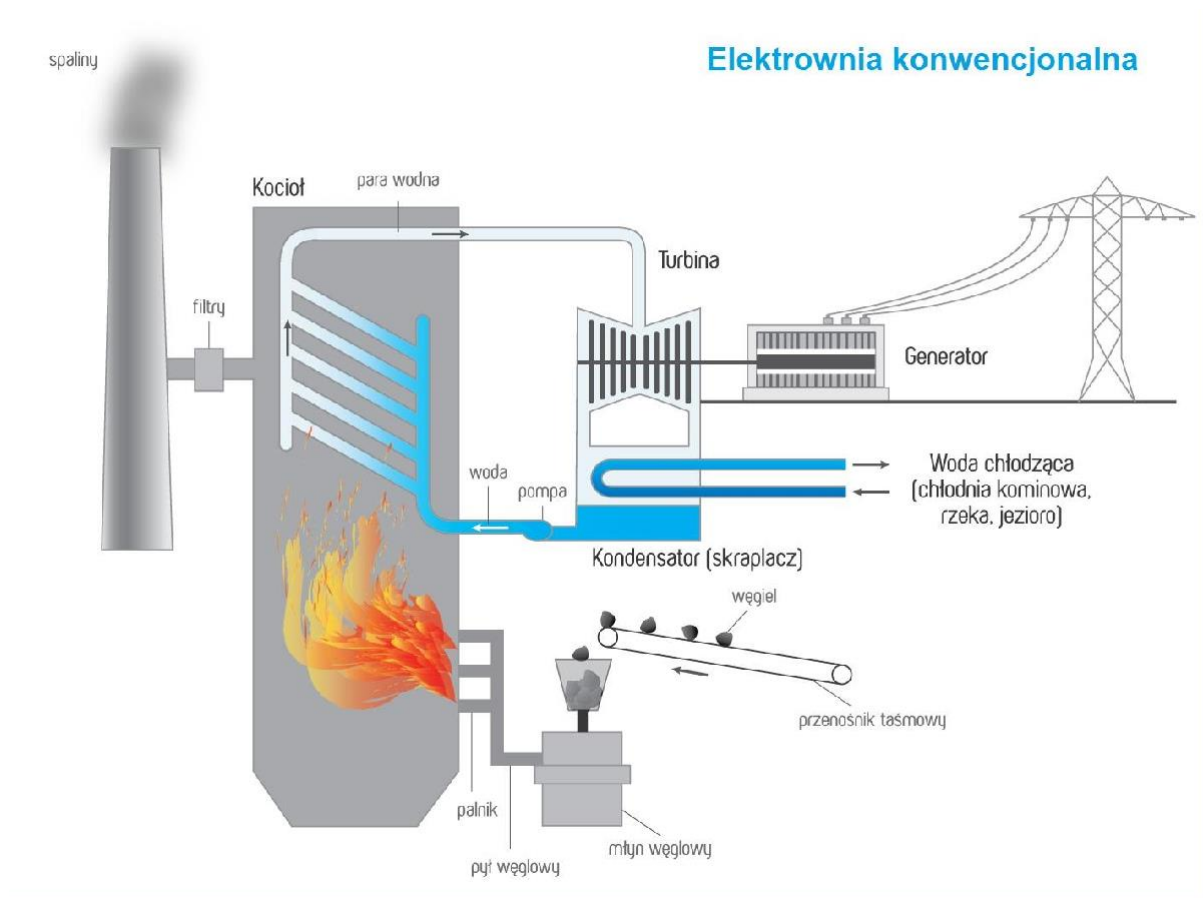 Elektrownia konwencjonalna
spaliny
Kocioł
para wodna
Turbina
filtry
Generator
woda
pompa
Woda chłodząca
(chłodnia kominowa,
rzeka, jezioro)
Kondensator (skraplacz)
węgiel
przenośnik taśmowy
palnik
młyn węglowy
pył węglowy